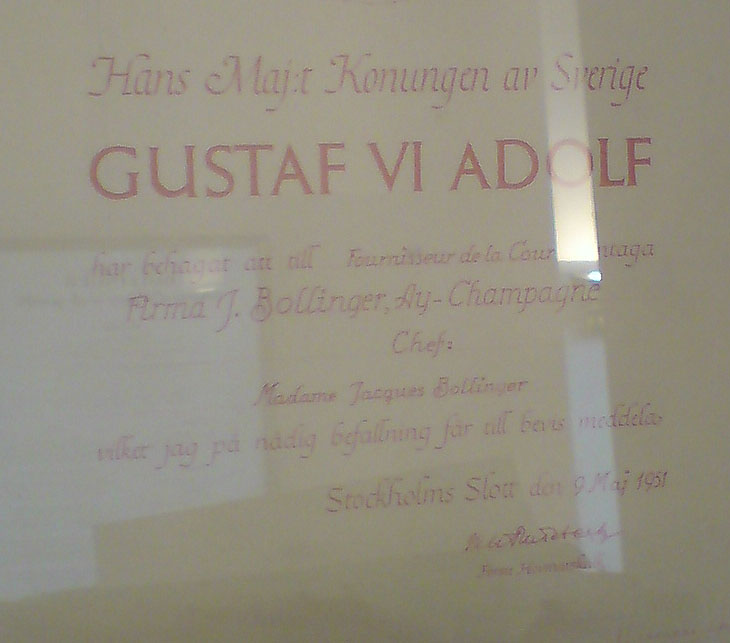 Hans Maj:t Konungen av Sverige
GUSTAF VI ADOLF
har behagat att till Fournisseur de la Cour antaga
Firma J. Bollinger, Ay-Champagne
Chef:
Madame Jacques Bollinger
vilket jag på nådig befallning får till bevis meddela.
Stockholms Slott den 9 Maj 1951